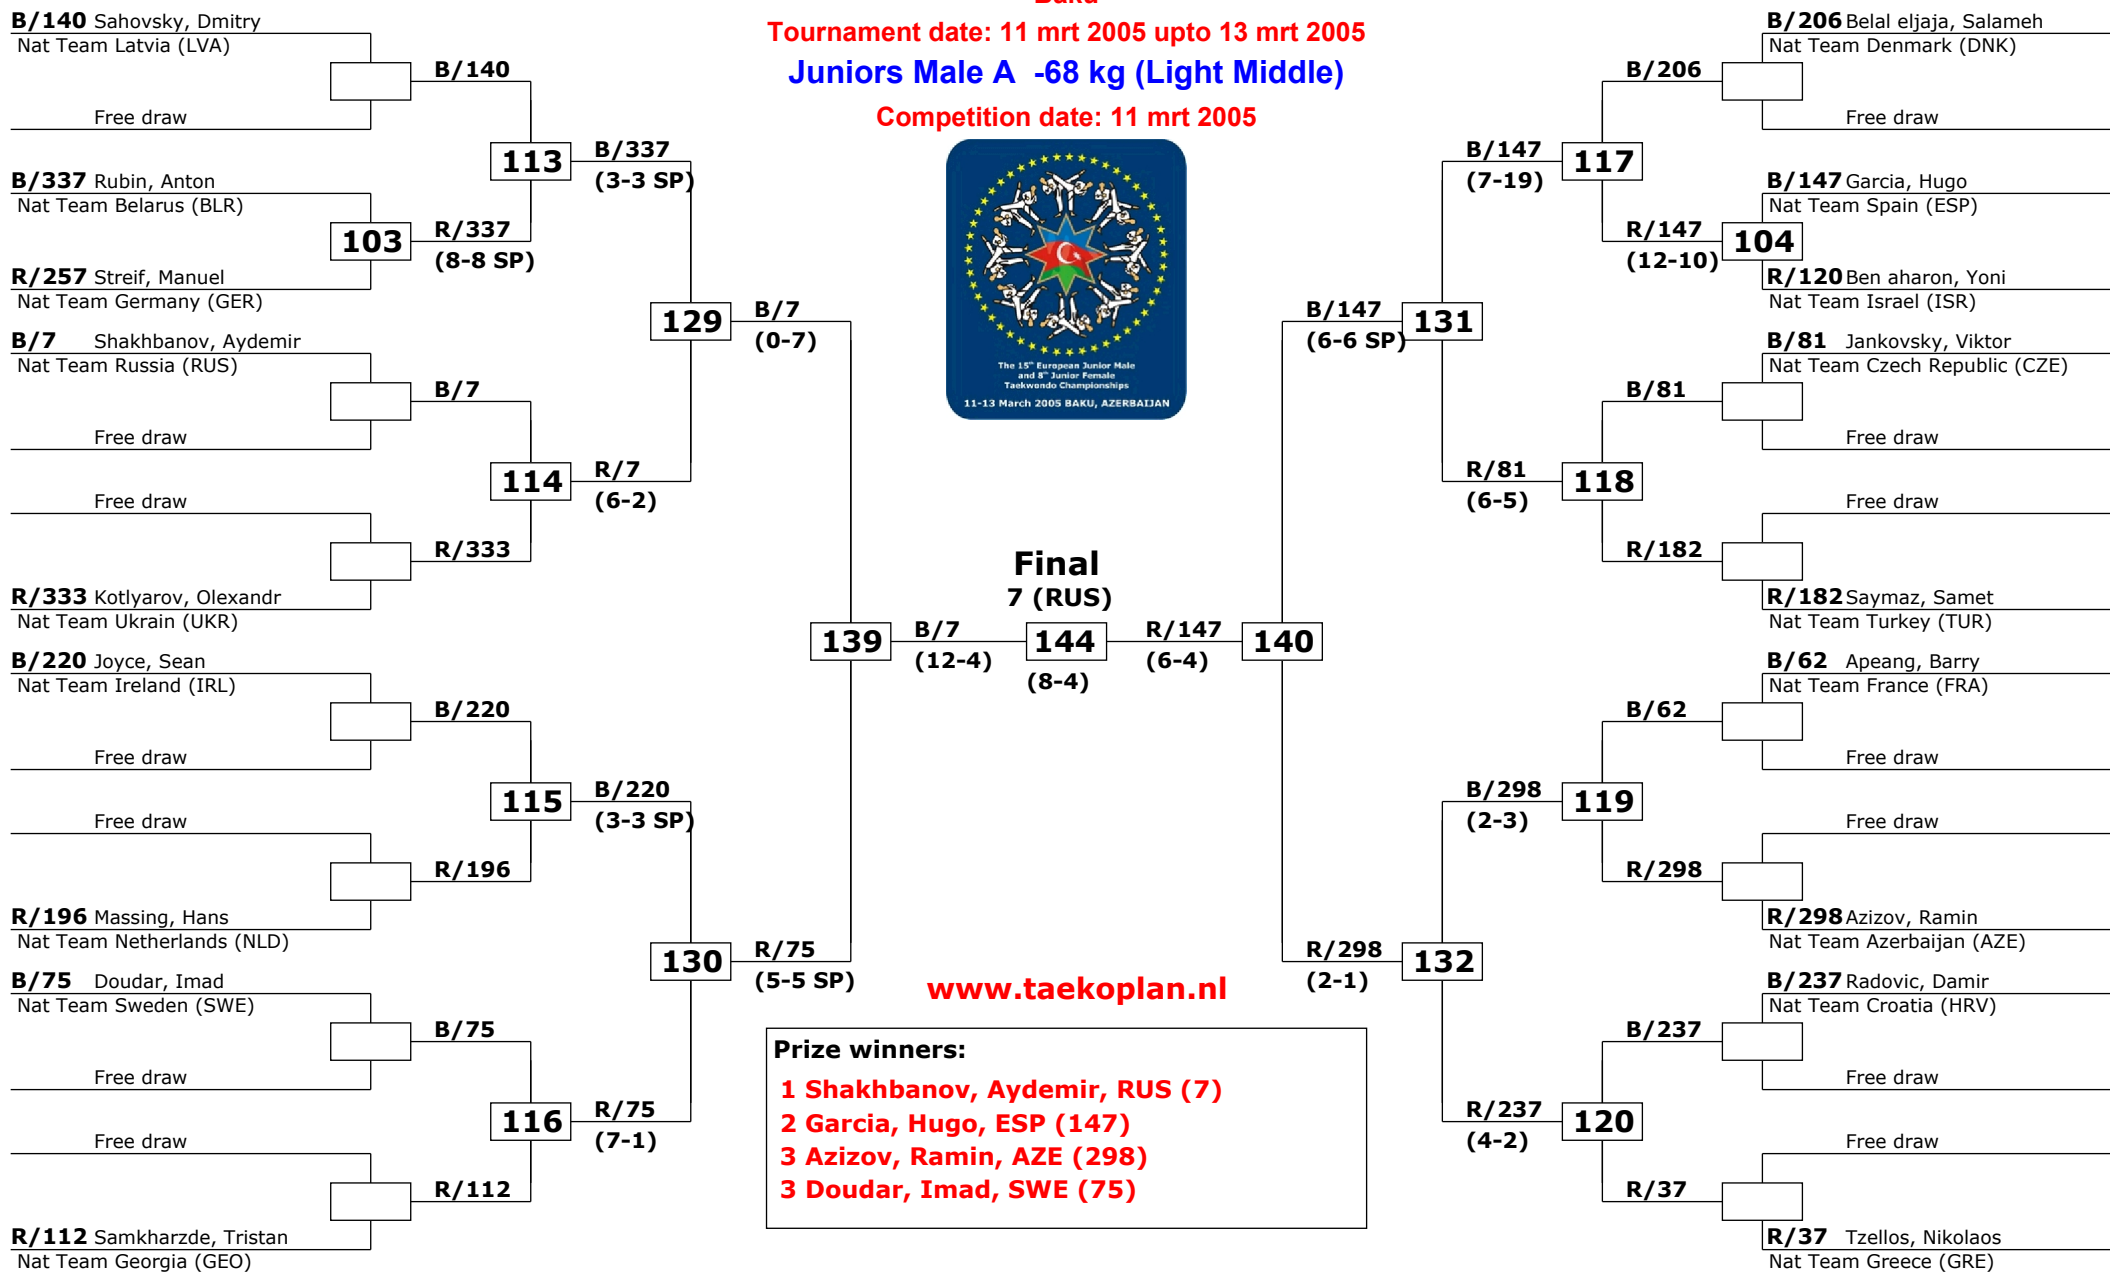 Baku
Tournament date: 11 mrt 2005 upto 13 mrt 2005
Juniors Male A -68 kg (Light Middle)
Competition date: 11 mrt 2005
B/140 Sahovsky, Dmitry
Nat Team Latvia (LVA)
B/140
Free draw
113
B/337
(3-3 SP)
B/337 Rubin, Anton
Nat Team Belarus (BLR)
103
R/337
(8-8 SP)
R/257 Streif, Manuel
Nat Team Germany (GER)
129
B/7
(0-7)
B/7 Shakhbanov, Aydemir
Nat Team Russia (RUS)
B/7
Free draw
114
R/7
(6-2)
Free draw
R/333
R/333 Kotlyarov, Olexandr
Nat Team Ukrain (UKR)
139
B/7
(12-4)
B/220 Joyce, Sean
Nat Team Ireland (IRL)
B/220
Free draw
115
B/220
(3-3 SP)
Free draw
R/196
R/196 Massing, Hans
Nat Team Netherlands (NLD)
130
R/75
(5-5 SP)
B/75 Doudar, Imad
Nat Team Sweden (SWE)
B/75
Free draw
116
R/75
(7-1)
Free draw
R/112
R/112 Samkharzde, Tristan
Nat Team Georgia (GEO)
The 15th European Junior Male
and 8th Junior Female
Taekwondo Championships
11-13 March 2005 BAKU, AZERBAIJAN
Final
7 (RUS)
144
(8-4)
R/147
(6-4)
140
B/206 Belal eljaja, Salameh
Nat Team Denmark (DNK)
B/206
Free draw
B/147
(7-19)
117
B/147 Garcia, Hugo
Nat Team Spain (ESP)
R/147
(12-10)
104
R/120 Ben aharon, Yoni
Nat Team Israel (ISR)
B/147
(6-6 SP)
131
B/81 Jankovsky, Viktor
Nat Team Czech Republic (CZE)
B/81
Free draw
R/81
(6-5)
118
Free draw
R/182
R/182 Saymaz, Samet
Nat Team Turkey (TUR)
B/62 Apeang, Barry
Nat Team France (FRA)
B/62
Free draw
B/298
(2-3)
119
Free draw
R/298
R/298 Azizov, Ramin
Nat Team Azerbaijan (AZE)
R/298
(2-1)
132
B/237 Radovic, Damir
Nat Team Croatia (HRV)
B/237
Free draw
R/237
(4-2)
120
Free draw
R/37
R/37 Tzellos, Nikolaos
Nat Team Greece (GRE)
www.taekoplan.nl
Prize winners:
1 Shakhbanov, Aydemir, RUS (7)
2 Garcia, Hugo, ESP (147)
3 Azizov, Ramin, AZE (298)
3 Doudar, Imad, SWE (75)